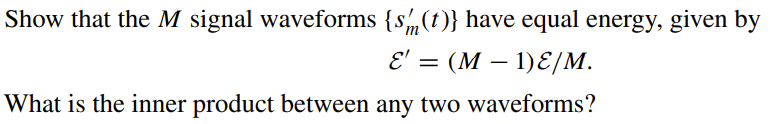 Show that the M signal waveforms {s′ₘ(t)} have equal energy, given by
ℰ′ = (M − 1)ℰ/M.
What is the inner product between any two waveforms?